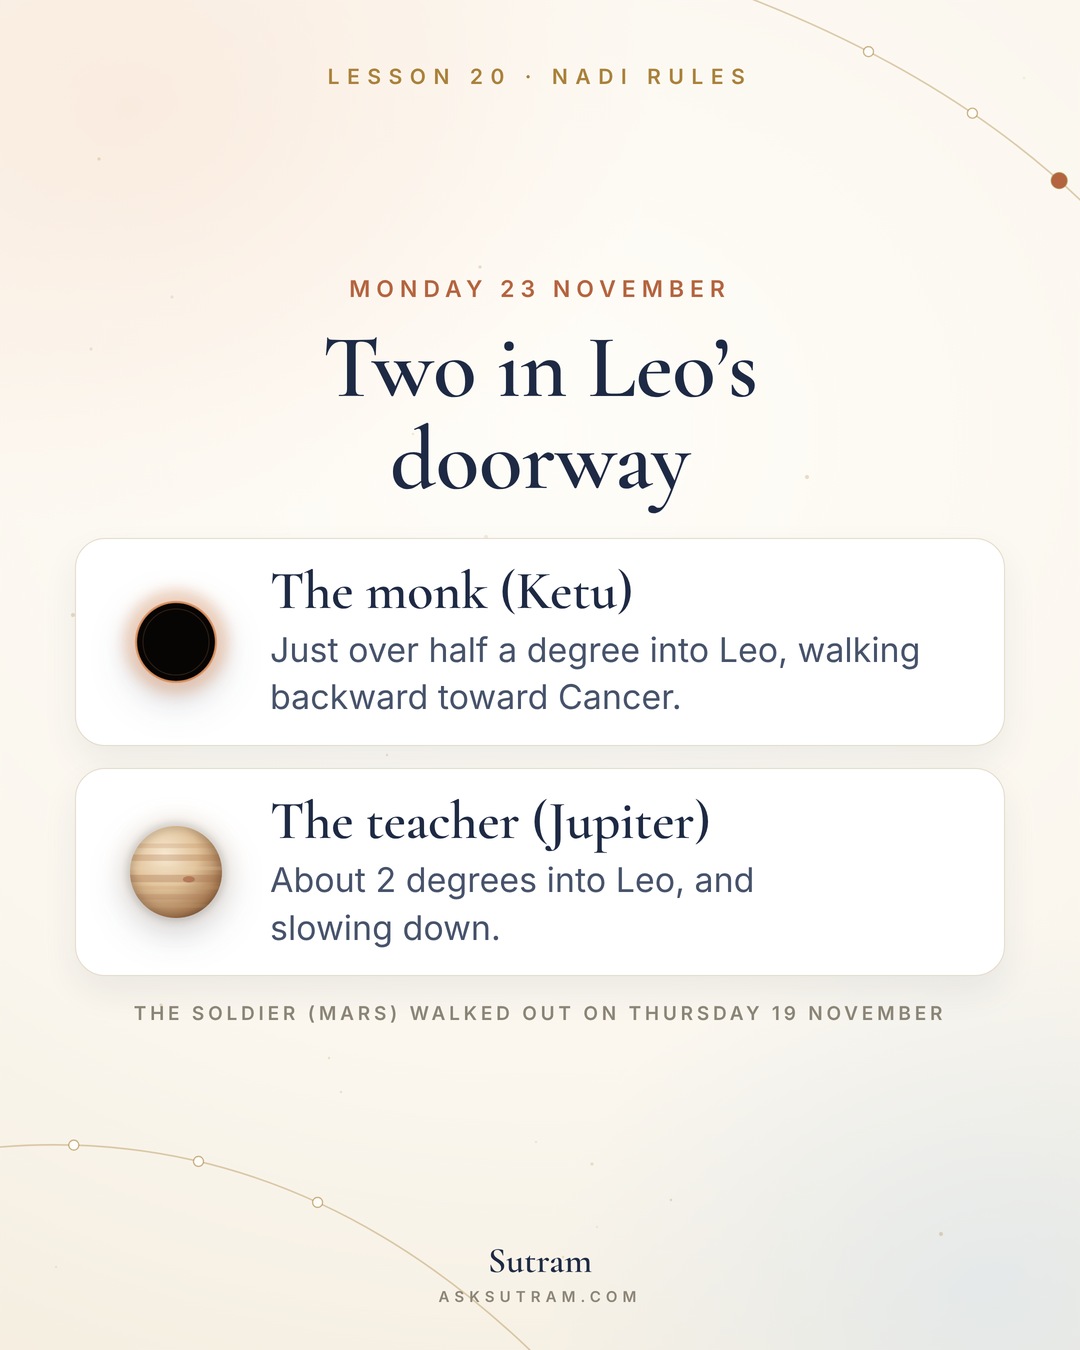 LESSON 20 · NADI RULES
MONDAY 23 NOVEMBER
Two in Leo’s
doorway
The monk (Ketu)
Just over half a degree into Leo, walking
backward toward Cancer.
The teacher (Jupiter)
About 2 degrees into Leo, and
slowing down.
THE SOLDIER (MARS) WALKED OUT ON THURSDAY 19 NOVEMBER
Sutram
ASKSUTRAM.COM